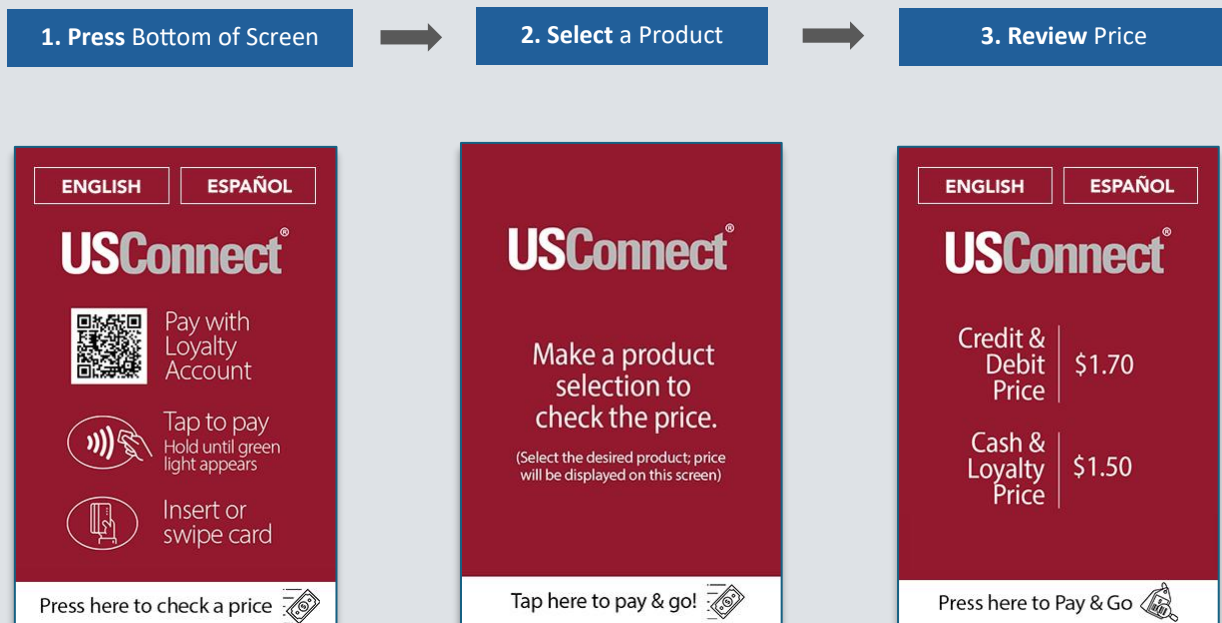 1. Press Bottom of Screen
2. Select a Product
3. Review Price
ENGLISH
ESPAÑOL
USConnect®
Pay with
Loyalty
Account
Tap to pay
Hold until green
light appears
Insert or
swipe card
Press here to check a price
USConnect®
Make a product
selection to
check the price.
(Select the desired product; price
will be displayed on this screen)
Tap here to pay & go!
ENGLISH
ESPAÑOL
USConnect®
Credit &
Debit
Price
$1.70
Cash &
Loyalty
Price
$1.50
Press here to Pay & Go